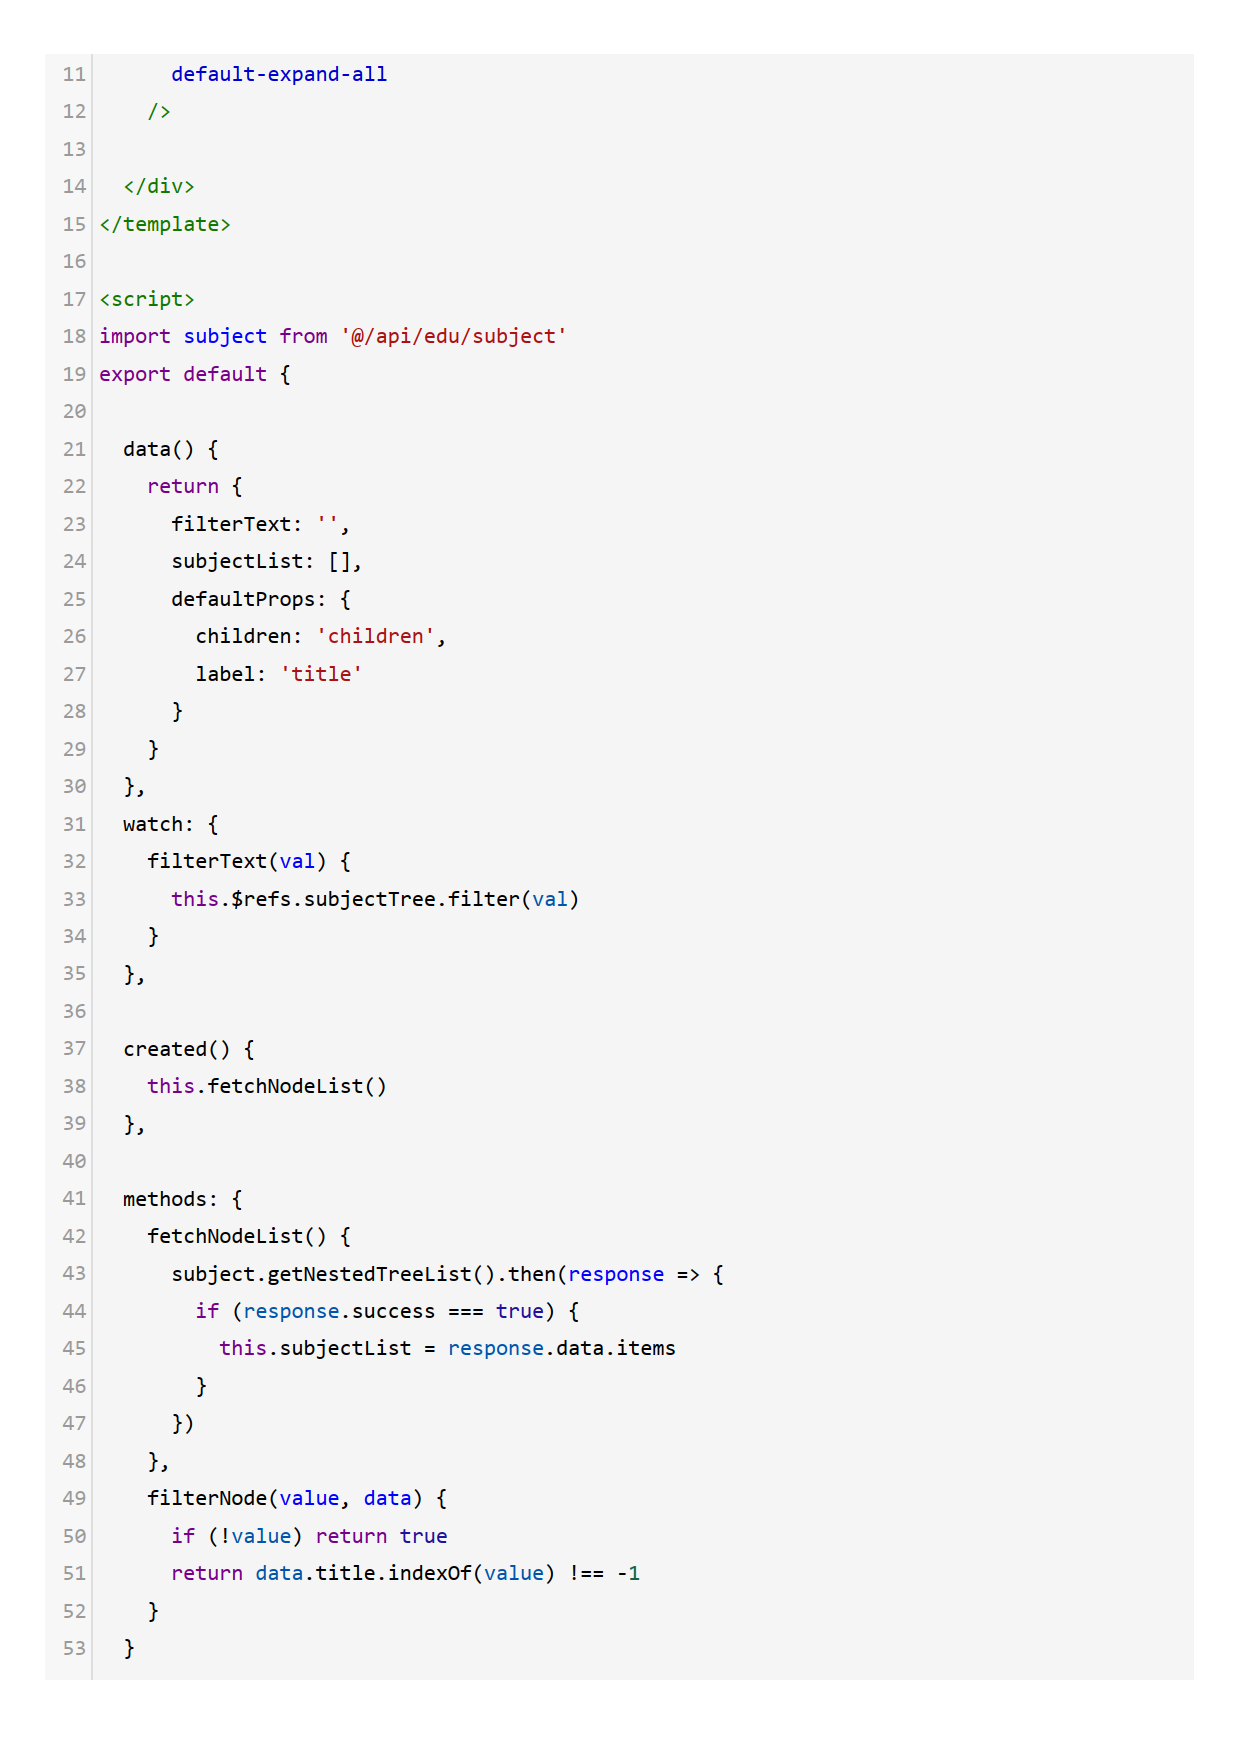 11       default-expand-all
12     />
13
14   </div>
15 </template>
16
17 <script>
18 import subject from '@/api/edu/subject'
19 export default {
20
21   data() {
22     return {
23       filterText: '',
24       subjectList: [],
25       defaultProps: {
26         children: 'children',
27         label: 'title'
28       }
29     }
30   },
31   watch: {
32     filterText(val) {
33       this.$refs.subjectTree.filter(val)
34     }
35   },
36
37   created() {
38     this.fetchNodeList()
39   },
40
41   methods: {
42     fetchNodeList() {
43       subject.getNestedTreeList().then(response => {
44         if (response.success === true) {
45           this.subjectList = response.data.items
46         }
47       })
48     },
49     filterNode(value, data) {
50       if (!value) return true
51       return data.title.indexOf(value) !== -1
52     }
53   }